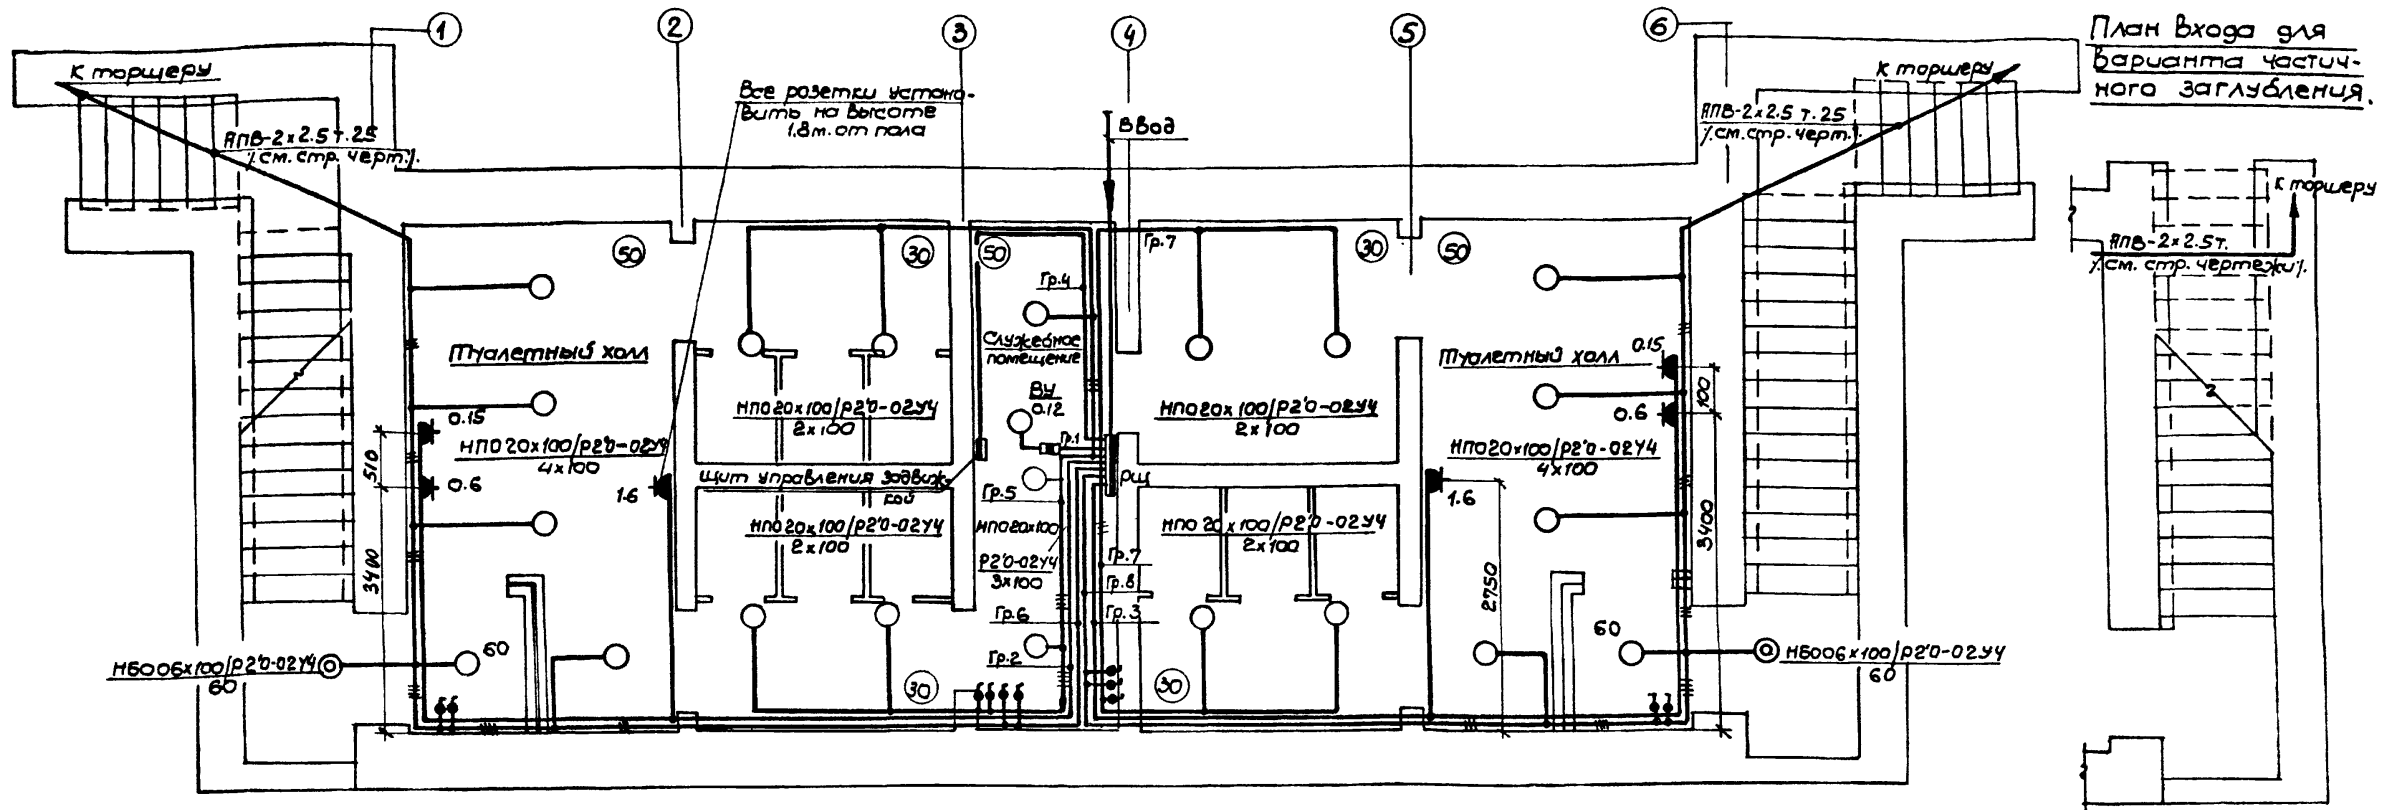 1
2
3
4
5
6
План входа для
варианта частич-
ного заглубления.
К торшеру
АПВ-2×2.5 т.25
/.см. стр. черт./.
Все розетки устано-
вить на высоте
1.8м. от пола
Ввод
К торшеру
АПВ-2×2.5 т.25
/.см. стр. черт./.
К торшеру
АПВ-2×2.5т.
/.см. стр. чертежи/.
50
30
50
Гр.4
Гр.7
30
50
Туалетный холл
Служебное
помещение
Туалетный холл
0.15
100
0.6
ВУ
0.12
НПО20×100/Р2'0-02У4
2×100
НПО20×100/Р2'0-02У4
2×100
0.15
НПО20×100/Р2'0-02У4
4×100
510
0.6
1.6
Гр.1
НПО20×100/Р2'0-02У4
4×100
Щит управления задвиж-
кой
РЩ
1.6
Гр.5
НПО20×100/Р2'0-02У4
2×100
НПО20×100
Р2'0-02У4
3×100
НПО20×100/Р2'0-02У4
2×100
3400
3400
2750
Гр.7
Гр.8
Гр.6
Гр.3
Гр.2
НБО06×100/Р2'0-02У4
60
60
60
НБО06×100/Р2'0-02У4
60
30
30